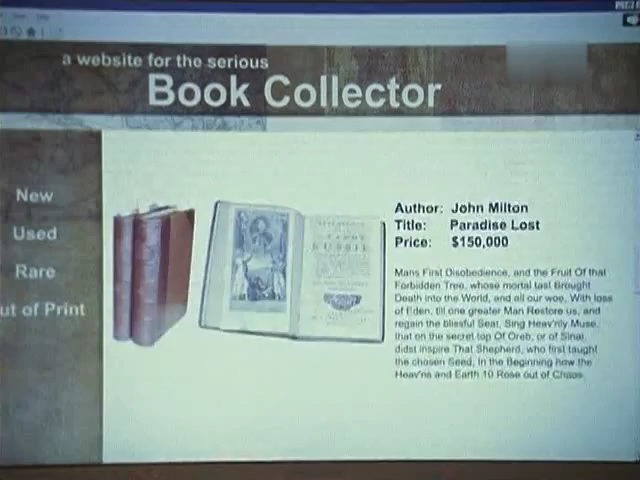 a website for the serious
Book Collector
New
Used
Rare
ut of Print
Author: John Milton
Title: Paradise Lost
Price: $150,000
Mans First Disobedience, and the Fruit Of that
Forbidden Tree, whose mortal tast Brought
Death into the World, and all our woe, With loss
of Eden, till one greater Man Restore us, and
regain the blissful Seat, Sing Heav'nly Muse,
that on the secret top Of Oreb, or of Sinai,
didst inspire That Shepherd, who first taught
the chosen Seed, In the Beginning how the
Heav'ns and Earth 10 Rose out of Chaos.
RUSSIE